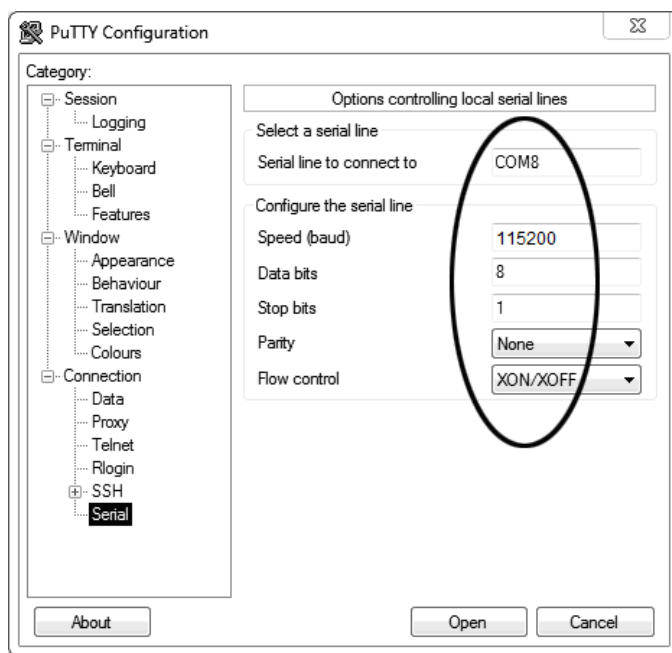 PuTTY Configuration
Category:
Session
Logging
Terminal
Keyboard
Bell
Features
Window
Appearance
Behaviour
Translation
Selection
Colours
Connection
Data
Proxy
Telnet
Rlogin
SSH
Serial
Options controlling local serial lines
Select a serial line
Serial line to connect to COM8
Configure the serial line
Speed (baud) 115200
Data bits 8
Stop bits 1
Parity None
Flow control XON/XOFF
About Open Cancel